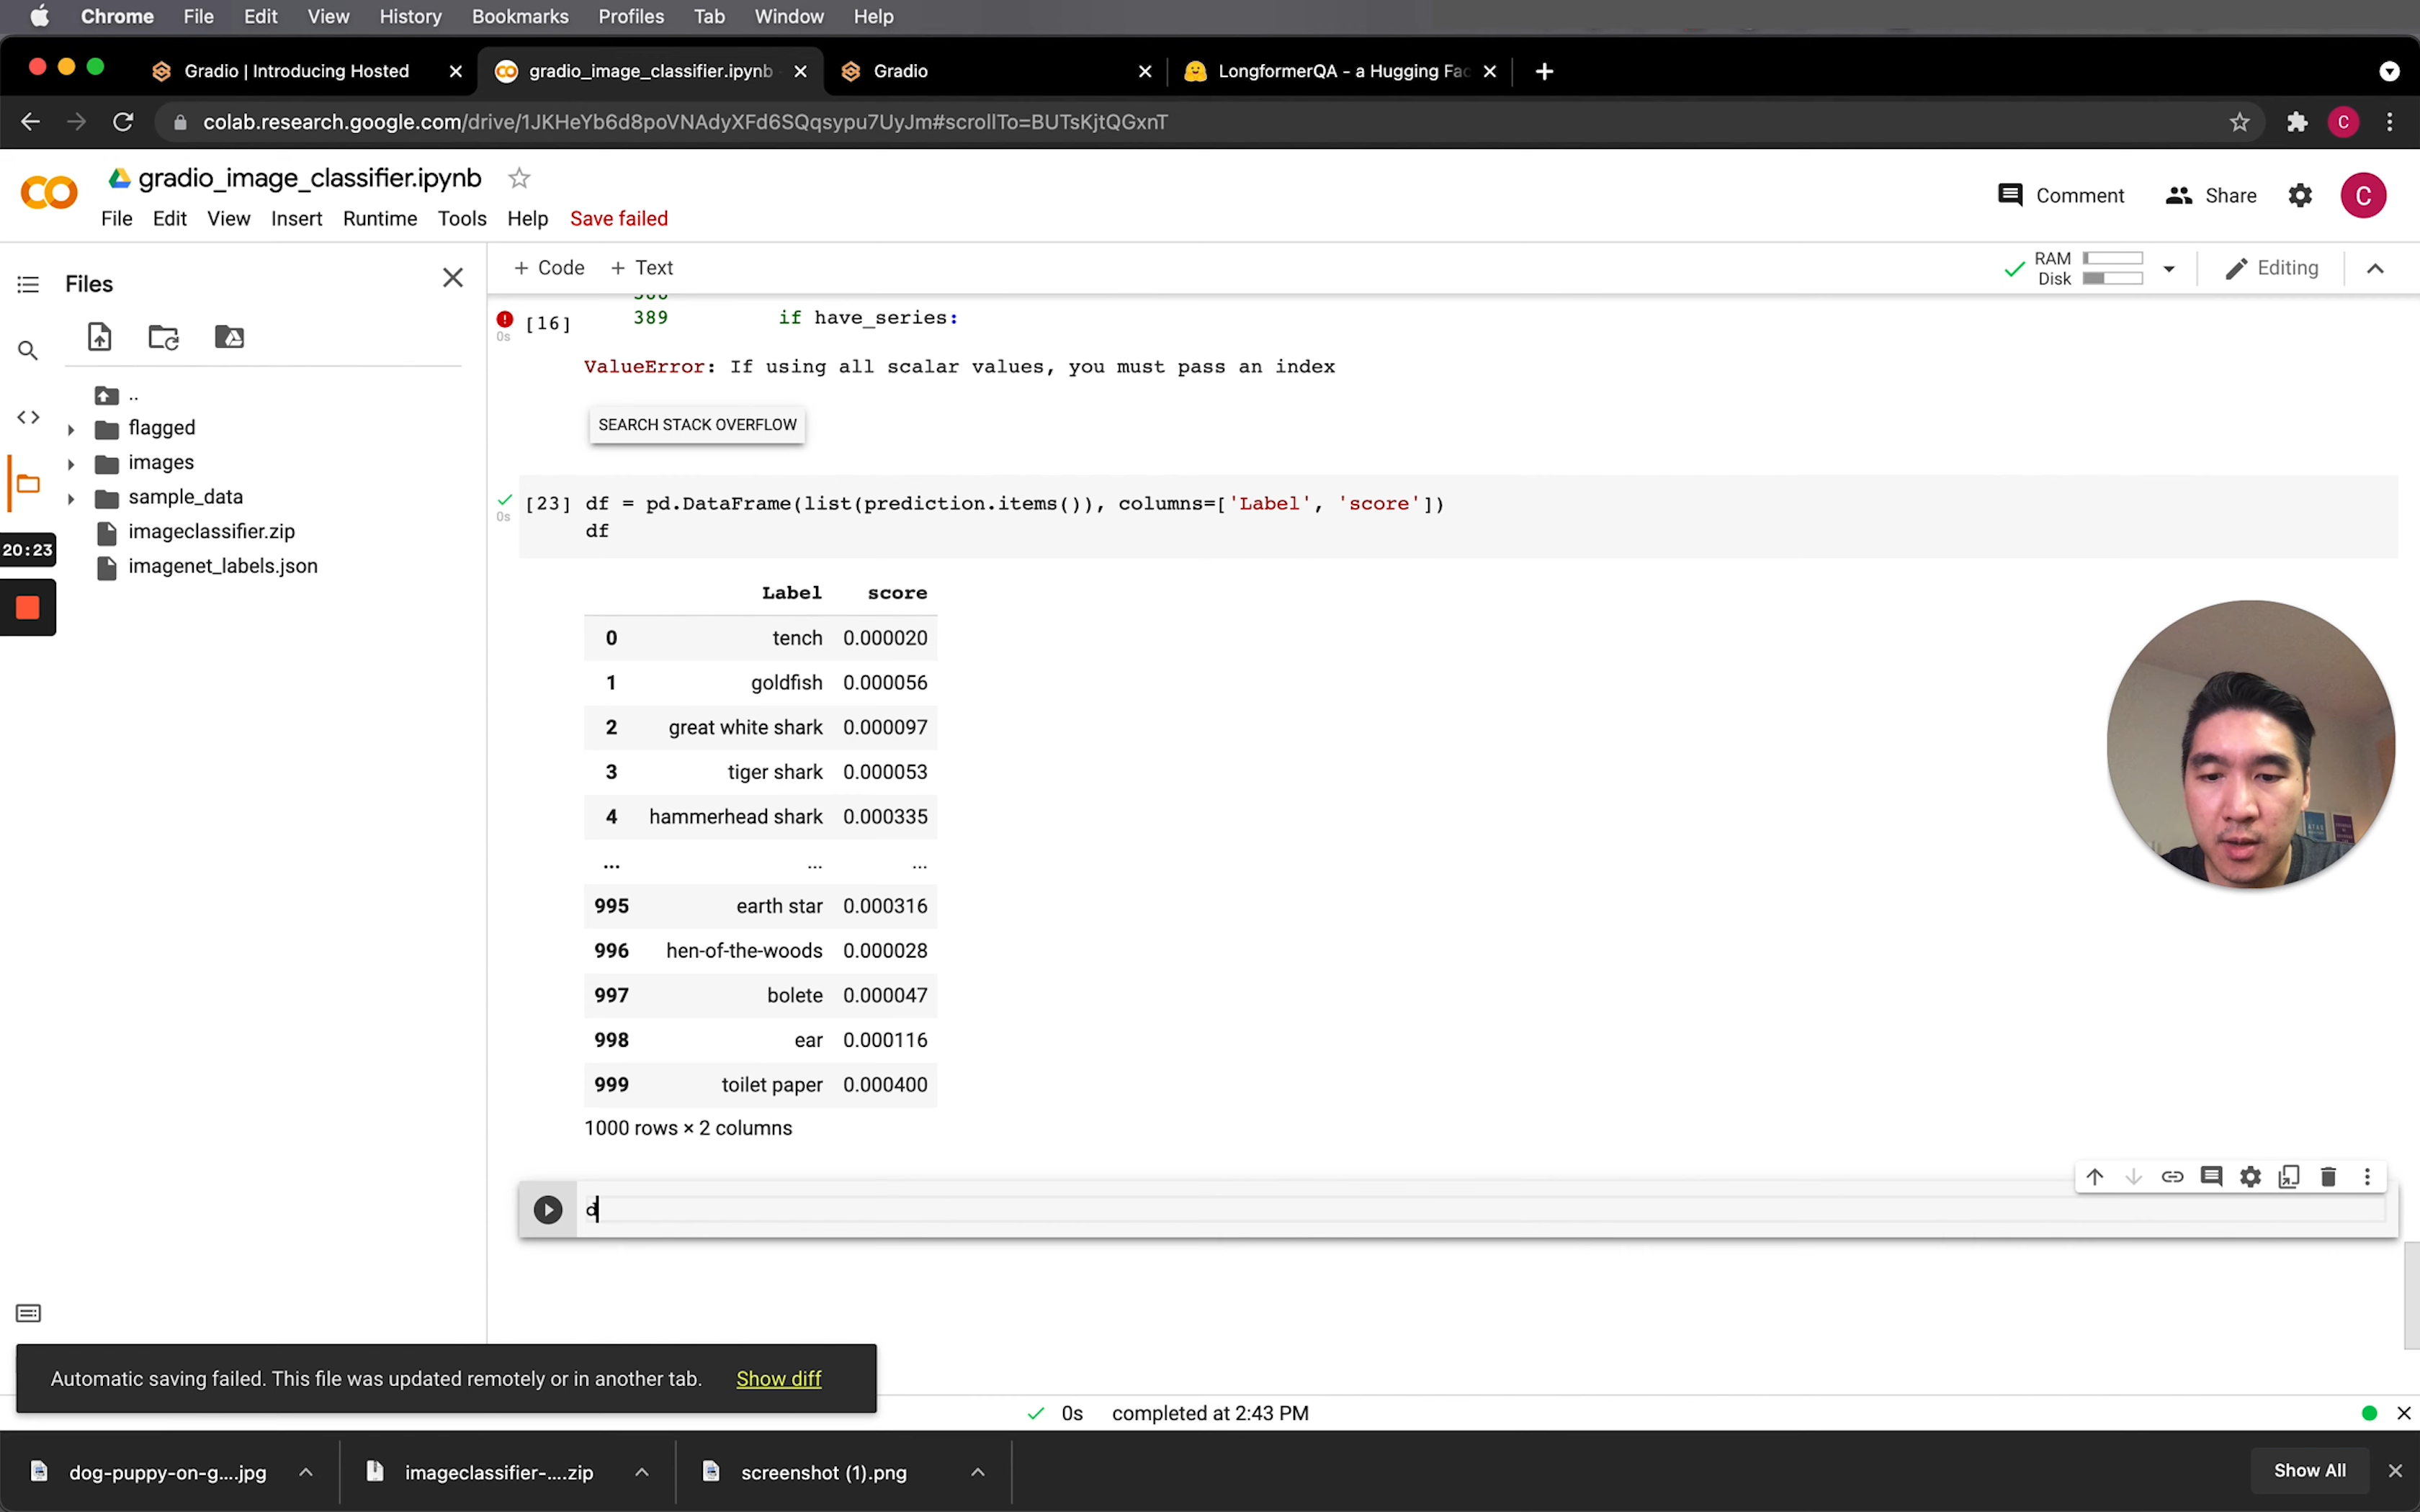 Chrome File Edit View History Bookmarks Profiles Tab Window Help
Gradio | Introducing Hosted
gradio_image_classifier.ipynb
Gradio
LongformerQA - a Hugging Fac
colab.research.google.com/drive/1JKHeYb6d8poVNAdyXFd6SQqsypu7UyJm#scrollTo=BUTsKjtQGxnT
C
gradio_image_classifier.ipynb
Comment
Share
C
File Edit View Insert Runtime Tools Help Save failed
Files
+ Code
+ Text
RAM
Disk
Editing
..
flagged
images
sample_data
imageclassifier.zip
imagenet_labels.json
20:23
[16]
0s
388
389 if have_series:
ValueError: If using all scalar values, you must pass an index
SEARCH STACK OVERFLOW
[23] df = pd.DataFrame(list(prediction.items()), columns=['Label', 'score'])
0s
df
Label score
0 tench 0.000020
1 goldfish 0.000056
2 great white shark 0.000097
3 tiger shark 0.000053
4 hammerhead shark 0.000335
... ... ...
995 earth star 0.000316
996 hen-of-the-woods 0.000028
997 bolete 0.000047
998 ear 0.000116
999 toilet paper 0.000400
1000 rows × 2 columns
d
Automatic saving failed. This file was updated remotely or in another tab. Show diff
0s completed at 2:43 PM
dog-puppy-on-g....jpg
imageclassifier-....zip
screenshot (1).png
Show All